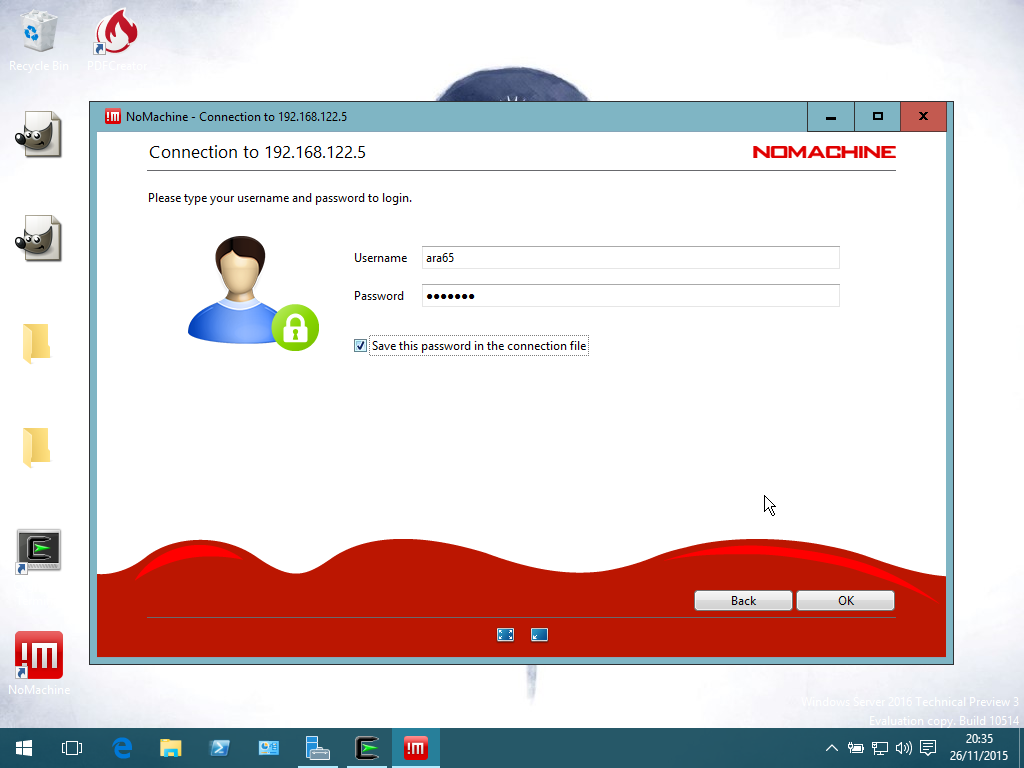 Recycle Bin
PDFCreator
!M NoMachine - Connection to 192.168.122.5
Connection to 192.168.122.5
NOMACHINE
Please type your username and password to login.
Username
ara65
Password
•••••••
Save this password in the connection file
Back
OK
!M
NoMachine
Windows Server 2016 Technical Preview 3
Evaluation copy. Build 10514
!M
20:35
26/11/2015